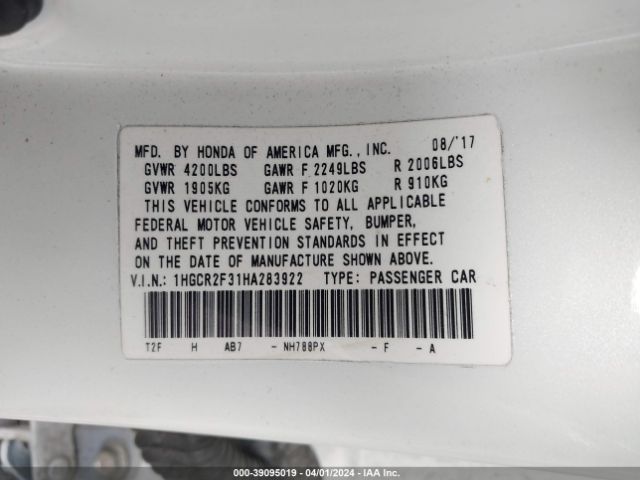 MFD. BY HONDA OF AMERICA MFG., INC. 08/'17
GVWR 4200LBS GAWR F 2249LBS R 2006LBS
GVWR 1905KG GAWR F 1020KG R 910KG
THIS VEHICLE CONFORMS TO ALL APPLICABLE
FEDERAL MOTOR VEHICLE SAFETY, BUMPER,
AND THEFT PREVENTION STANDARDS IN EFFECT
ON THE DATE OF MANUFACTURE SHOWN ABOVE.
V.I.N.: 1HGCR2F31HA283922 TYPE: PASSENGER CAR
T2F H AB7 - NH788PX - F - A
000-39095019 - 04/01/2024 - IAA Inc.